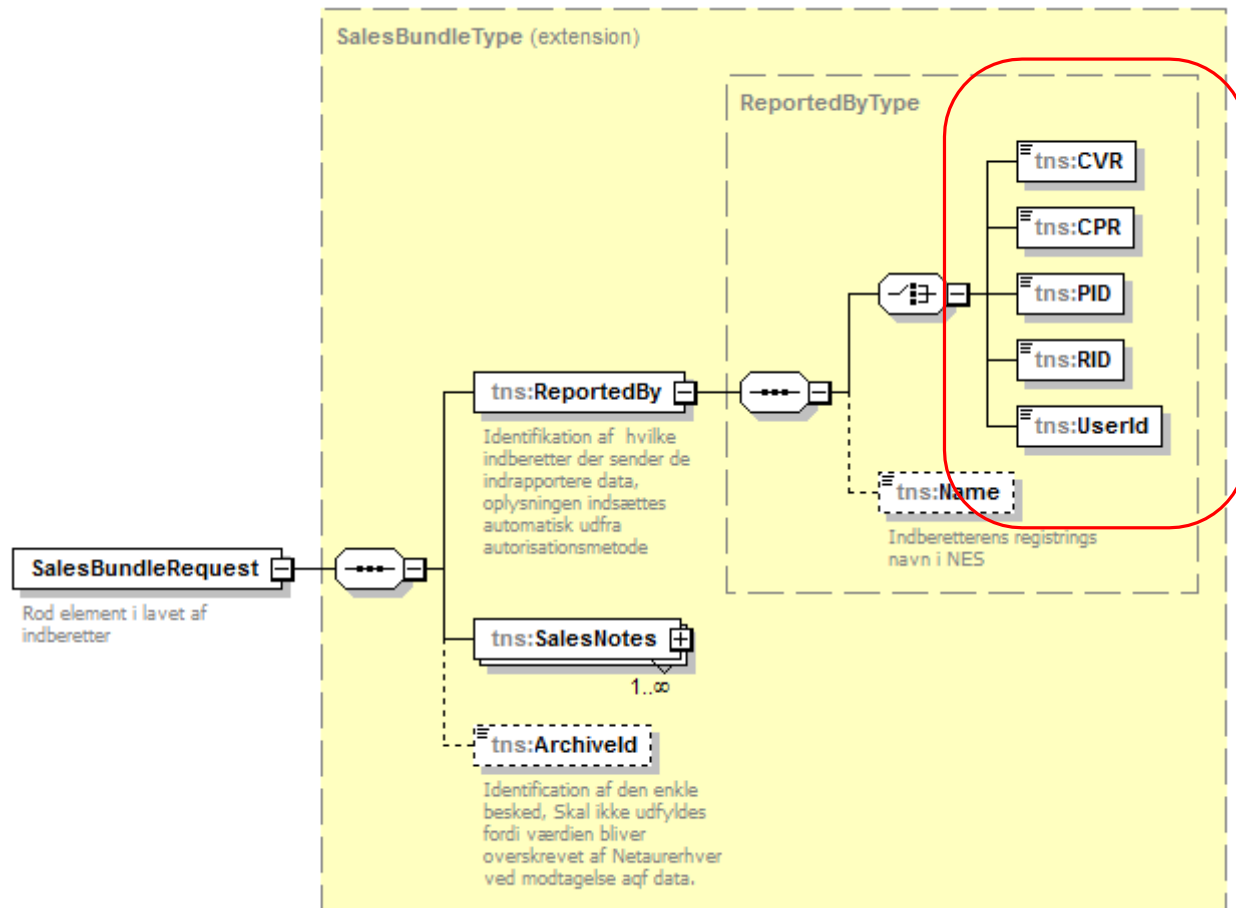 SalesBundleType (extension)
ReportedByType
tns:CVR
tns:CPR
tns:PID
tns:RID
tns:UserId
tns:ReportedBy
Identifikation af hvilke
indberetter der sender de
indrapportere data,
oplysningen indsættes
automatisk udfra
autorisationsmetode
tns:Name
Indberetterens registrings
navn i NES
SalesBundleRequest
Rod element i lavet af
indberetter
tns:SalesNotes
1..∞
tns:ArchiveId
Identification af den enkle
besked, Skal ikke udfyldes
fordi værdien bliver
overskrevet af Netaurerhver
ved modtagelse aqf data.